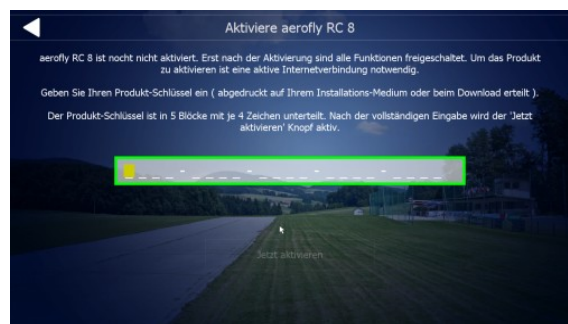 Aktiviere aerofly RC 8
aerofly RC 8 ist nocht nicht aktiviert. Erst nach der Aktivierung sind alle Funktionen freigeschaltet. Um das Produkt
zu aktivieren ist eine aktive Internetverbindung notwendig.
Geben Sie Ihren Produkt-Schlüssel ein ( abgedruckt auf Ihrem Installations-Medium oder beim Download erteilt ).
Der Produkt-Schlüssel ist in 5 Blöcke mit je 4 Zeichen unterteilt. Nach der vollständigen Eingabe wird der 'Jetzt
aktivieren' Knopf aktiv.
_ _ _ _ - _ _ _ _ - _ _ _ _ - _ _ _ _ - _ _ _ _
Jetzt aktivieren